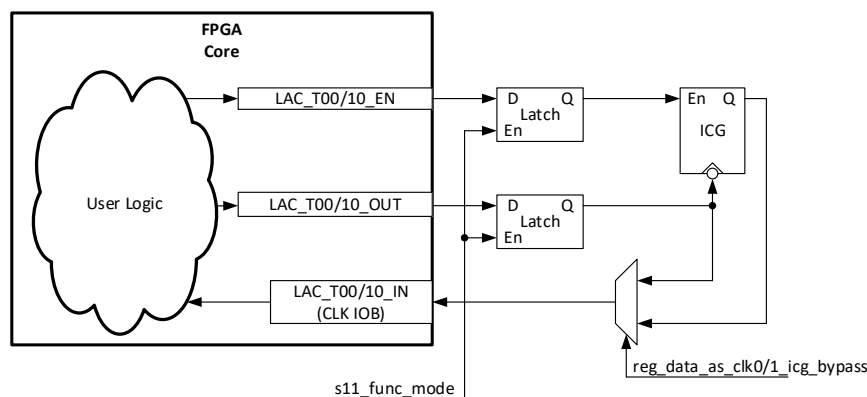 FPGA
Core
LAC_T00/10_EN
D Q
Latch
En
En Q
ICG
User Logic
LAC_T00/10_OUT
D Q
Latch
En
LAC_T00/10_IN
(CLK IOB)
reg_data_as_clk0/1_icg_bypass
s11_func_mode